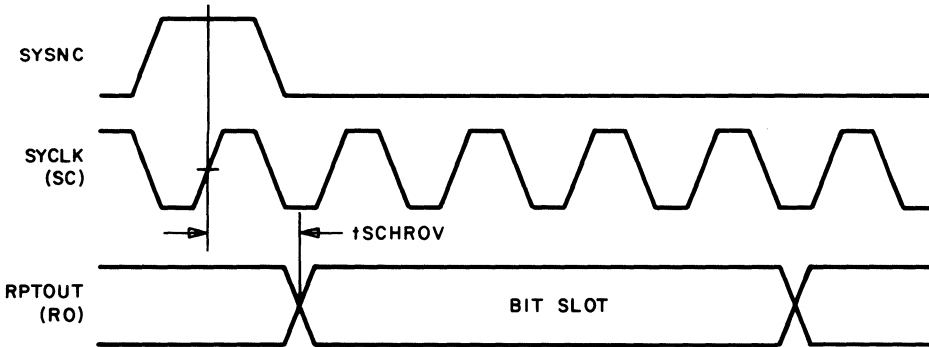 SYSNC
SYCLK
(SC)
tSCHROV
RPTOUT
(RO)
BIT SLOT